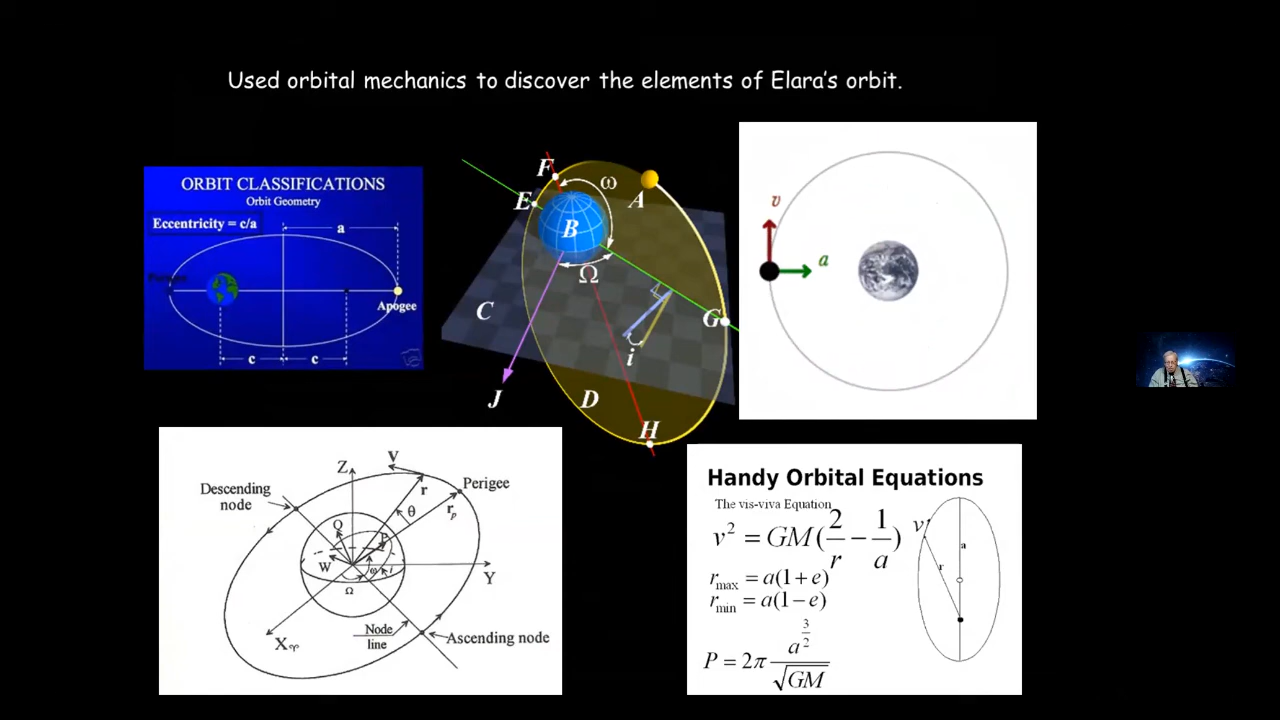 Used orbital mechanics to discover the elements of Elara's orbit.
ORBIT CLASSIFICATIONS
Orbit Geometry
Eccentricity = c/a
a
Apogee
c
c
F
ω
A
E
B
Ω
C
G
i
J
D
H
v
a
V
Z
Descending
node
r
Perigee
r_p
θ
Q
P
W
ω
i
Y
Ω
X♈
Node
line
Ascending node
Handy Orbital Equations
The vis-viva Equation
v² = GM(2/r − 1/a)
r_max = a(1 + e)
r_min = a(1 − e)
P = 2π a^(3/2)/√GM
v
a
r